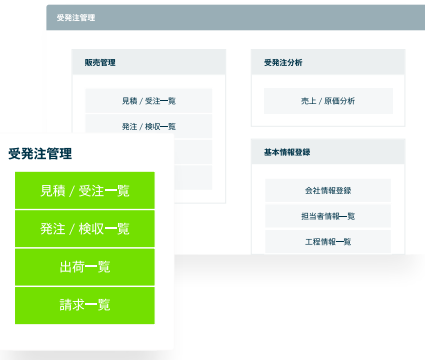 受発注管理
販売管理
見積 / 受注一覧
発注 / 検収一覧
受発注分析
売上 / 原価分析
基本情報登録
会社情報登録
担当者情報一覧
工程情報一覧
受発注管理
見積 / 受注一覧
発注 / 検収一覧
出荷一覧
請求一覧